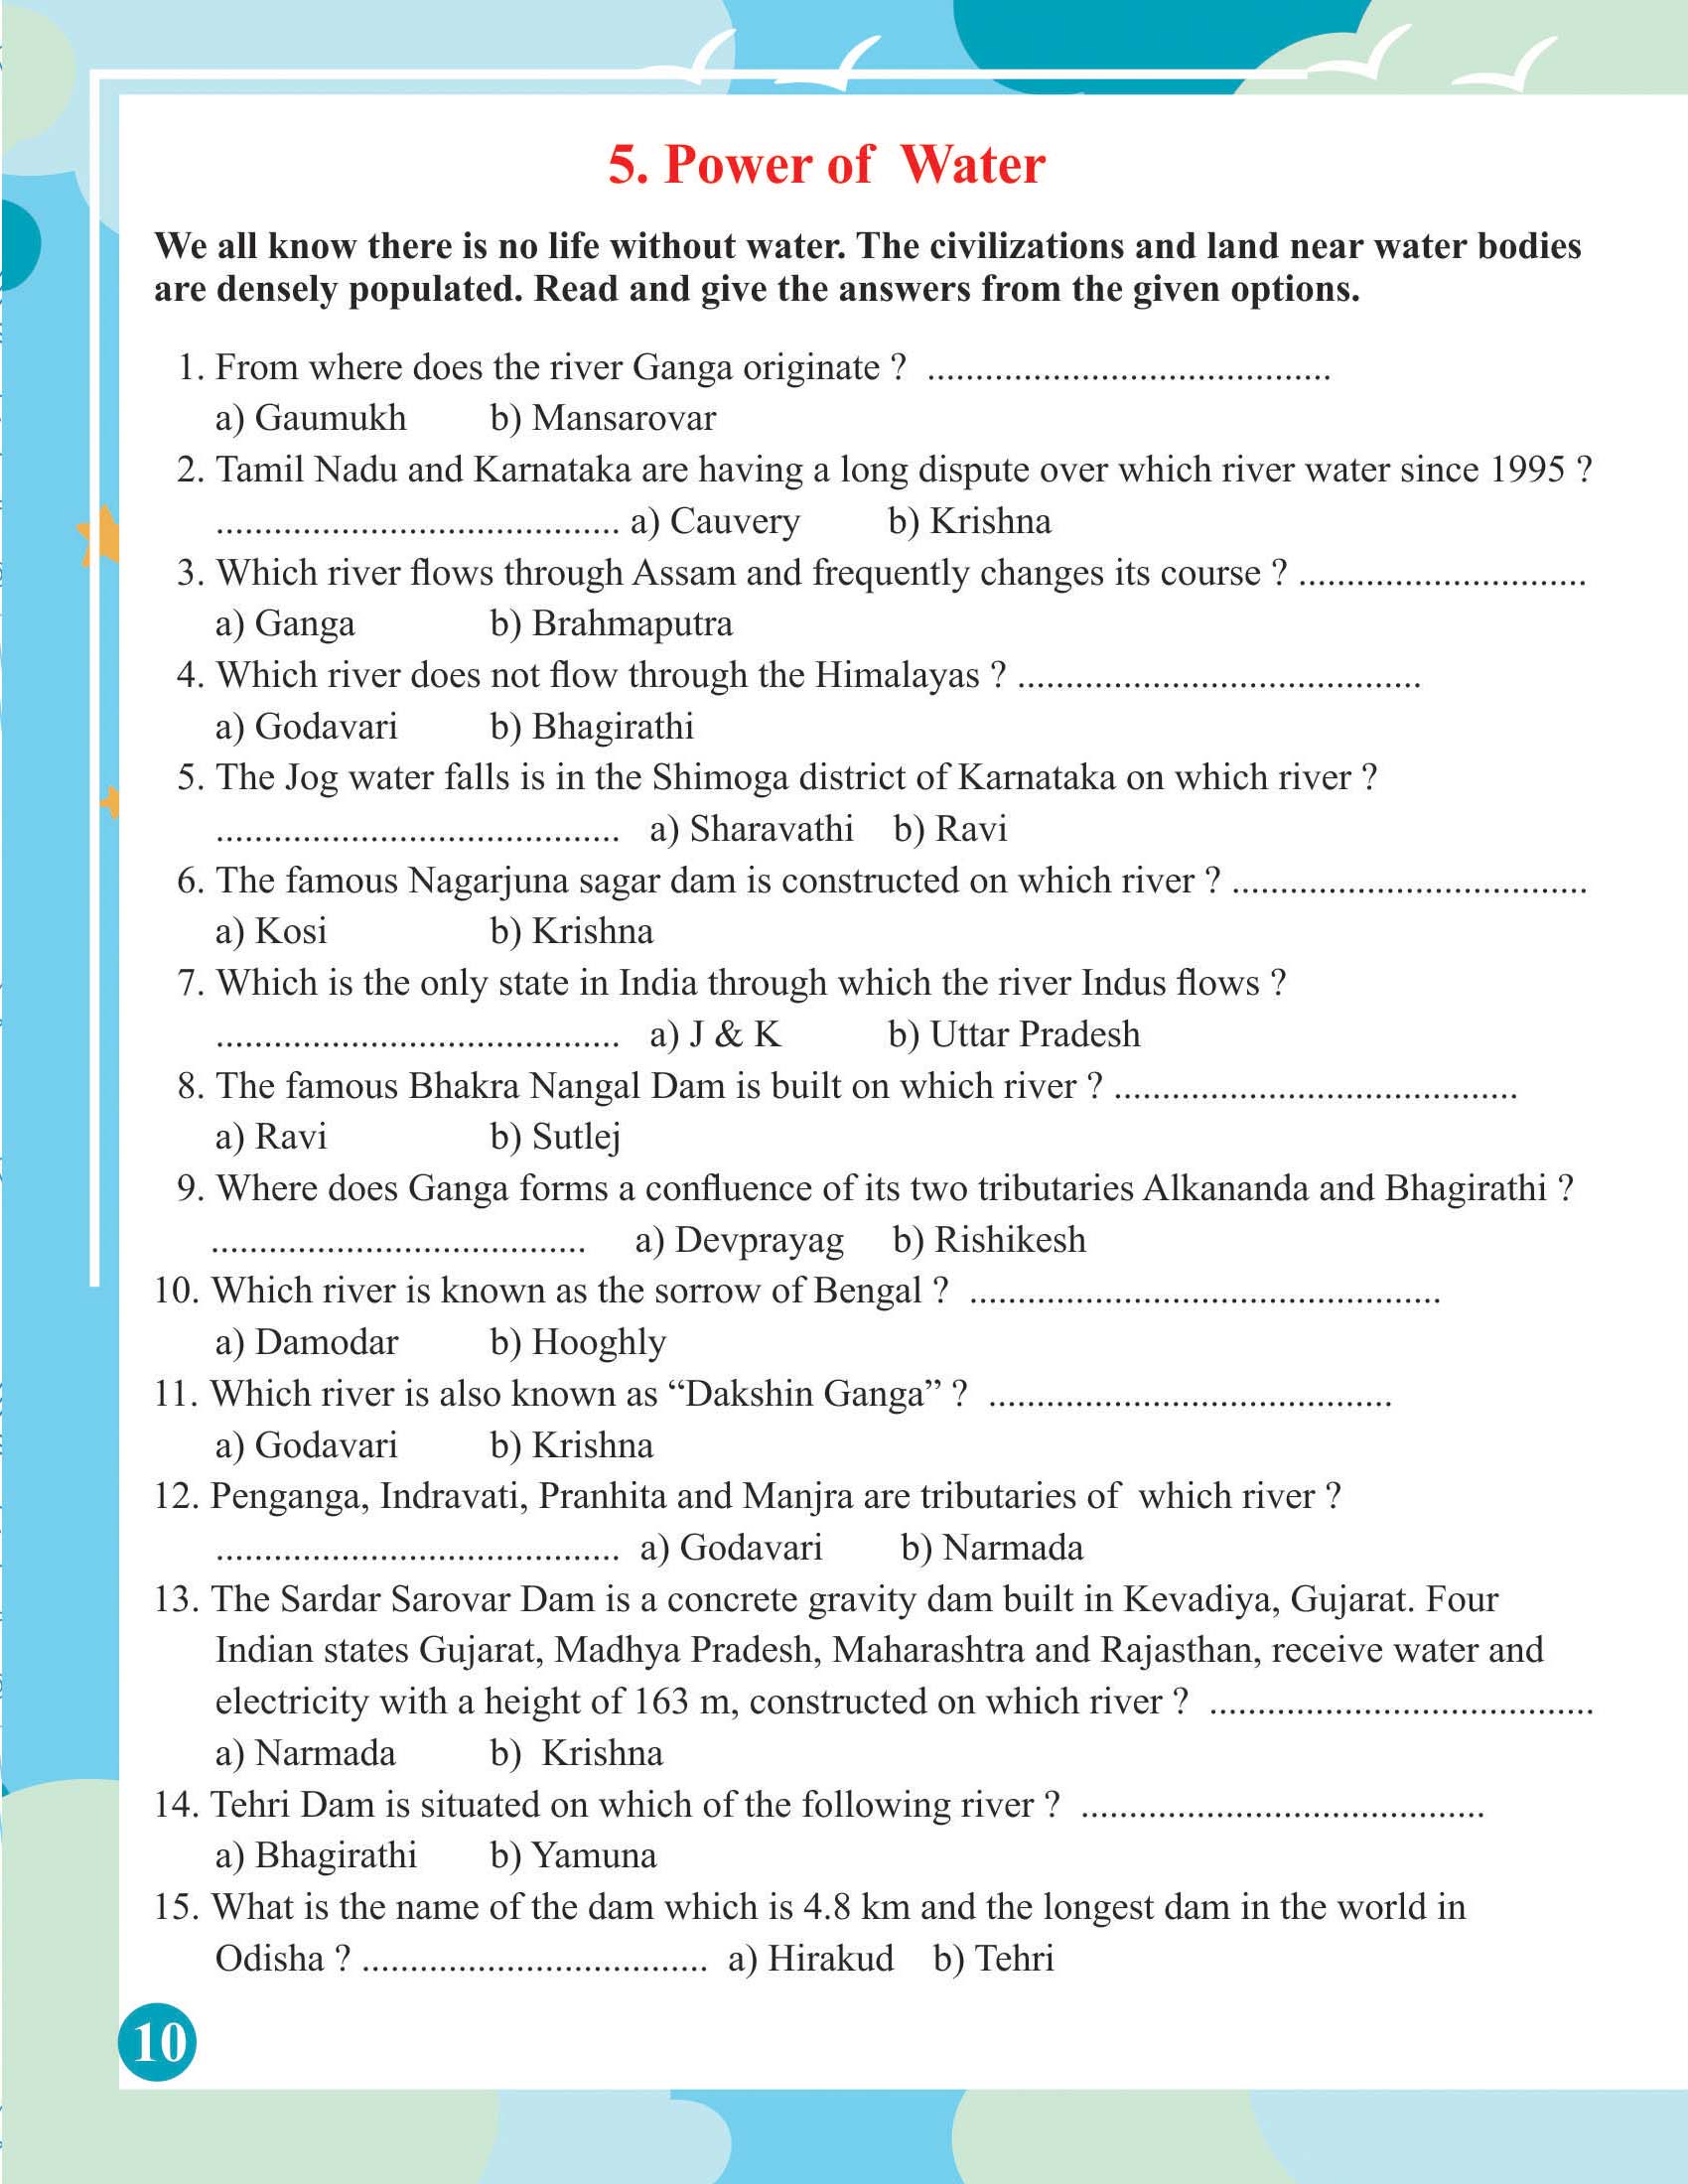 5. Power of Water
We all know there is no life without water. The civilizations and land near water bodies
are densely populated. Read and give the answers from the given options.
1. From where does the river Ganga originate ? ..........................................
a) Gaumukh b) Mansarovar
2. Tamil Nadu and Karnataka are having a long dispute over which river water since 1995 ?
.......................................... a) Cauvery b) Krishna
3. Which river flows through Assam and frequently changes its course ? ..............................
a) Ganga b) Brahmaputra
4. Which river does not flow through the Himalayas ? ..........................................
a) Godavari b) Bhagirathi
5. The Jog water falls is in the Shimoga district of Karnataka on which river ?
.......................................... a) Sharavathi b) Ravi
6. The famous Nagarjuna sagar dam is constructed on which river ? .....................................
a) Kosi b) Krishna
7. Which is the only state in India through which the river Indus flows ?
.......................................... a) J & K b) Uttar Pradesh
8. The famous Bhakra Nangal Dam is built on which river ? ..........................................
a) Ravi b) Sutlej
9. Where does Ganga forms a confluence of its two tributaries Alkananda and Bhagirathi ?
....................................... a) Devprayag b) Rishikesh
10. Which river is known as the sorrow of Bengal ? .................................................
a) Damodar b) Hooghly
11. Which river is also known as “Dakshin Ganga” ? ..........................................
a) Godavari b) Krishna
12. Penganga, Indravati, Pranhita and Manjra are tributaries of which river ?
.......................................... a) Godavari b) Narmada
13. The Sardar Sarovar Dam is a concrete gravity dam built in Kevadiya, Gujarat. Four
Indian states Gujarat, Madhya Pradesh, Maharashtra and Rajasthan, receive water and
electricity with a height of 163 m, constructed on which river ? ........................................
a) Narmada b) Krishna
14. Tehri Dam is situated on which of the following river ? ..........................................
a) Bhagirathi b) Yamuna
15. What is the name of the dam which is 4.8 km and the longest dam in the world in
Odisha ? .................................... a) Hirakud b) Tehri
10